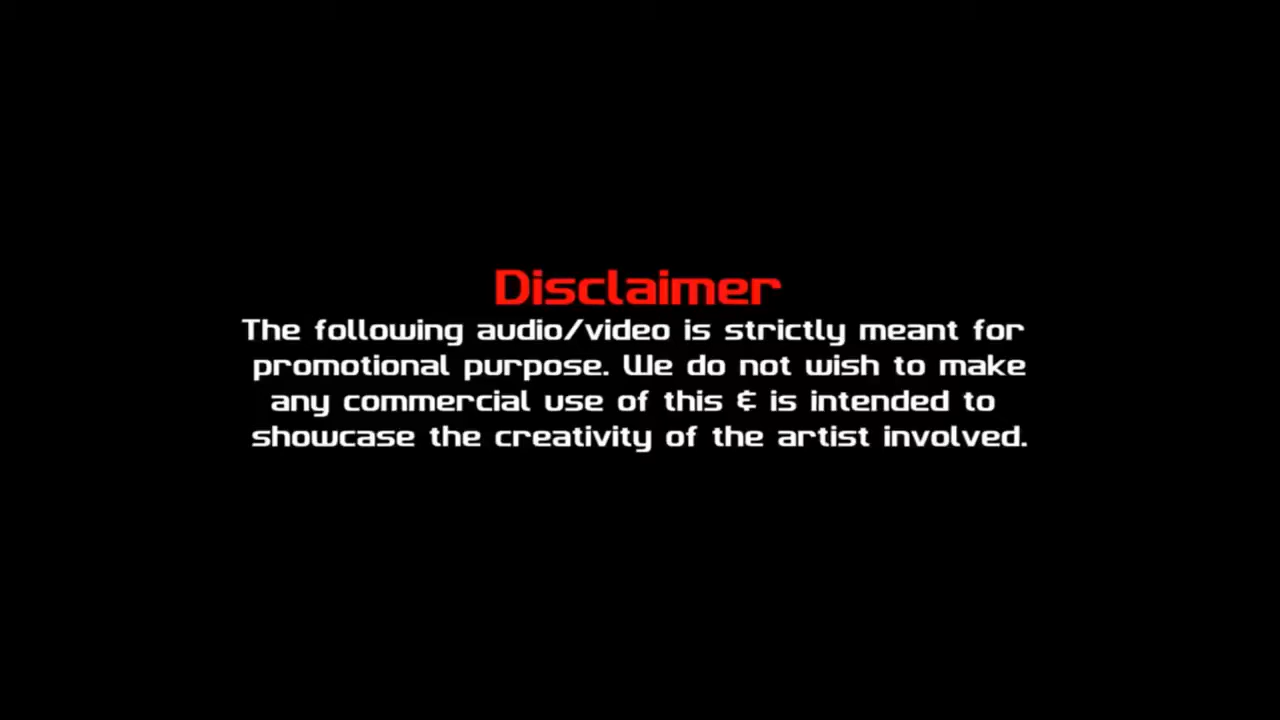 Disclaimer
The following audio/video is strictly meant for
promotional purpose. We do not wish to make
any commercial use of this & is intended to
showcase the creativity of the artist involved.